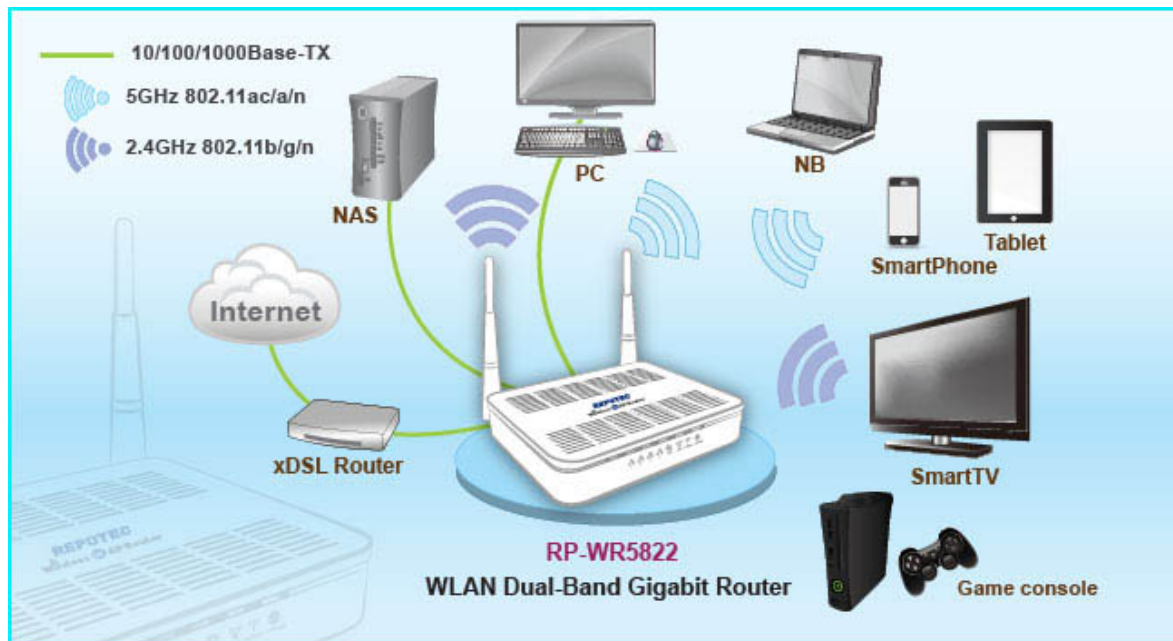 10/100/1000Base-TX
5GHz 802.11ac/a/n
2.4GHz 802.11b/g/n
NAS
PC
NB
SmartPhone
Tablet
Internet
xDSL Router
SmartTV
REPOTEC
REPOTEC
RP-WR5822
WLAN Dual-Band Gigabit Router
Game console